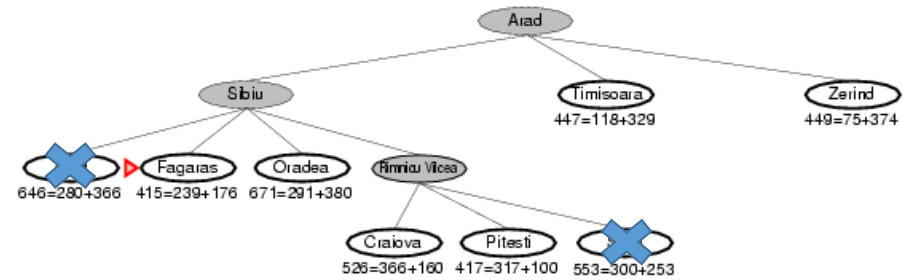 Arad
Sibiu
Timisoara
Zerind
447=118+329
449=75+374
Fagaras
Oradea
Rimnicu Vilcea
646=280+366
415=239+176
671=291+380
Craiova
Pitesti
526=366+160
417=317+100
553=300+253